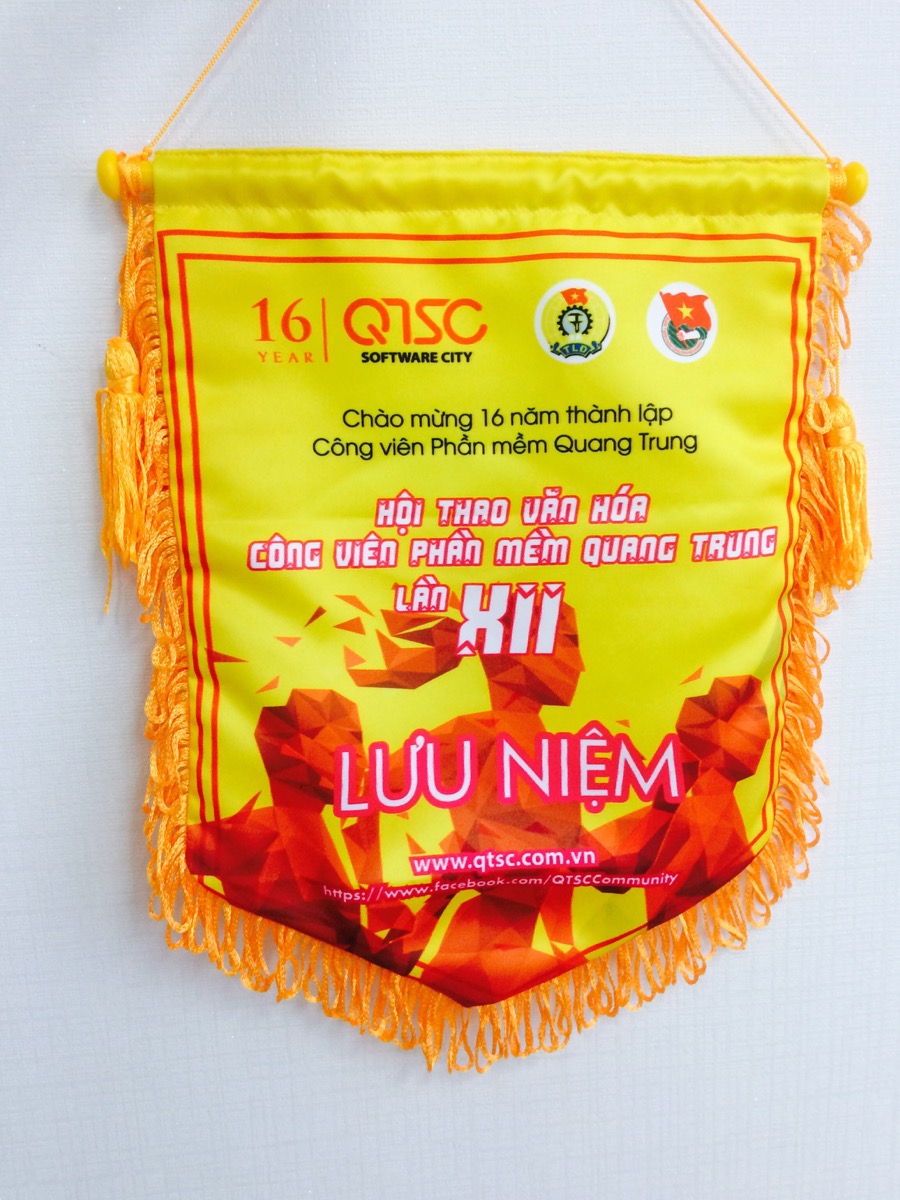 16 YEAR
QTSC
SOFTWARE CITY
TLĐ
Chào mừng 16 năm thành lập
Công viên Phần mềm Quang Trung
HỘI THAO VĂN HÓA
CÔNG VIÊN PHẦN MỀM QUANG TRUNG
LẦN XII
LƯU NIỆM
www.qtsc.com.vn
https://www.facebook.com/QTSCCommunity